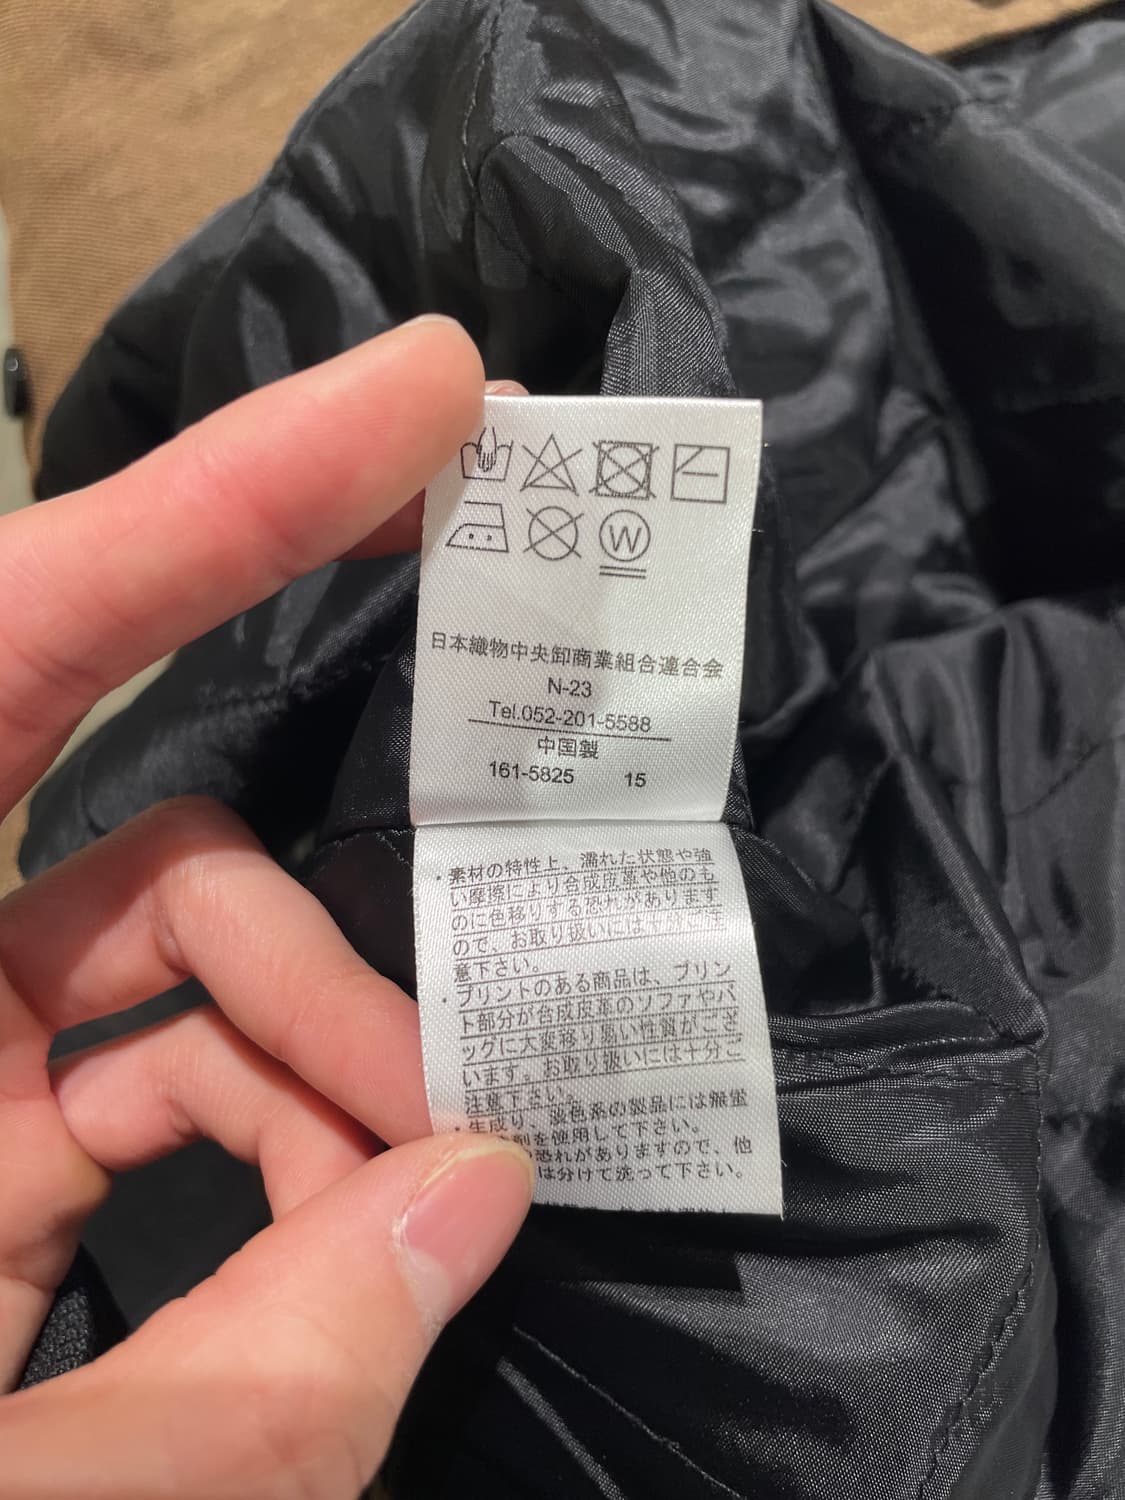 W
日本織物中央卸商業組合連合会
N-23
Tel.052-201-5588
中国製
161-5825 15
・素材の特性上、濡れた状態や強
い摩擦により合成皮革や他のも
のに色移りする恐れがあります
ので、お取り扱いには十分ご注
意下さい。
・プリントのある商品は、プリン
ト部分が合成皮革のソファやバ
ッグに大変移り易い性質がござ
います。お取り扱いには十分ご
注意下さい。
・生成り、淡色系の製品には無蛍
剤を使用して下さい。
の恐れがありますので、他
は分けて洗って下さい。